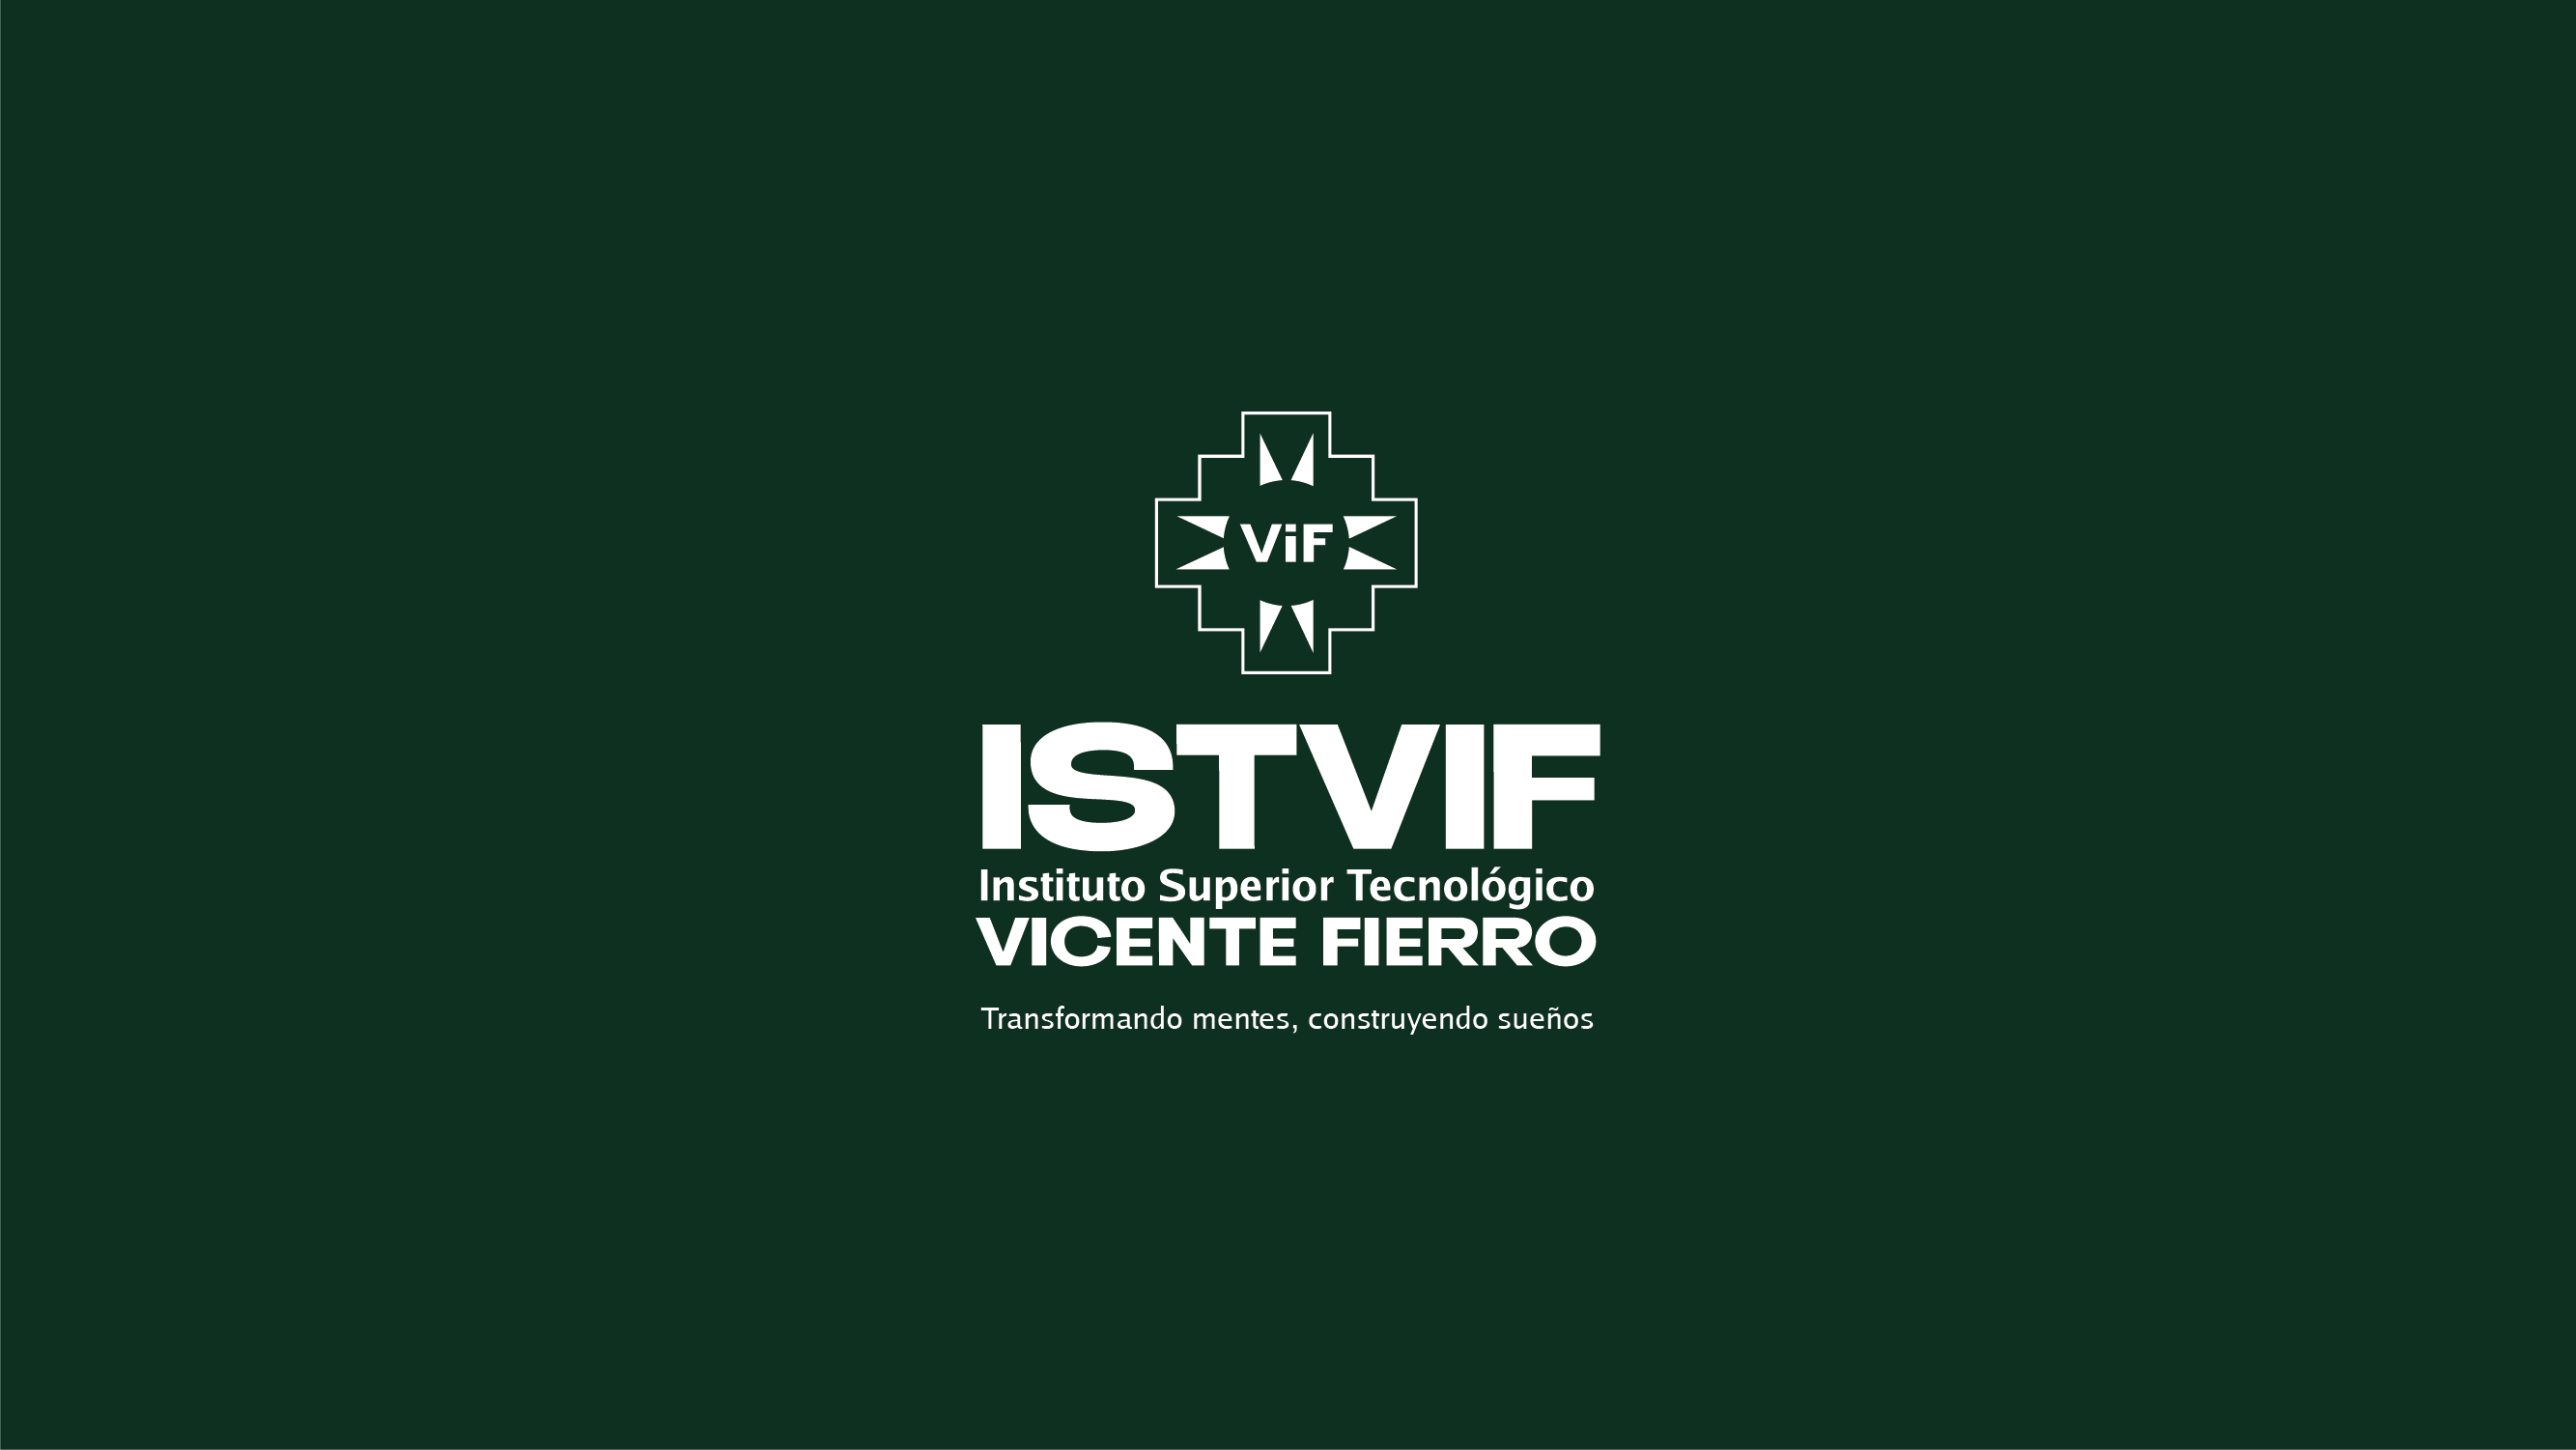 ViF
ISTVIF
Instituto Superior Tecnológico
VICENTE FIERRO
Transformando mentes, construyendo sueños